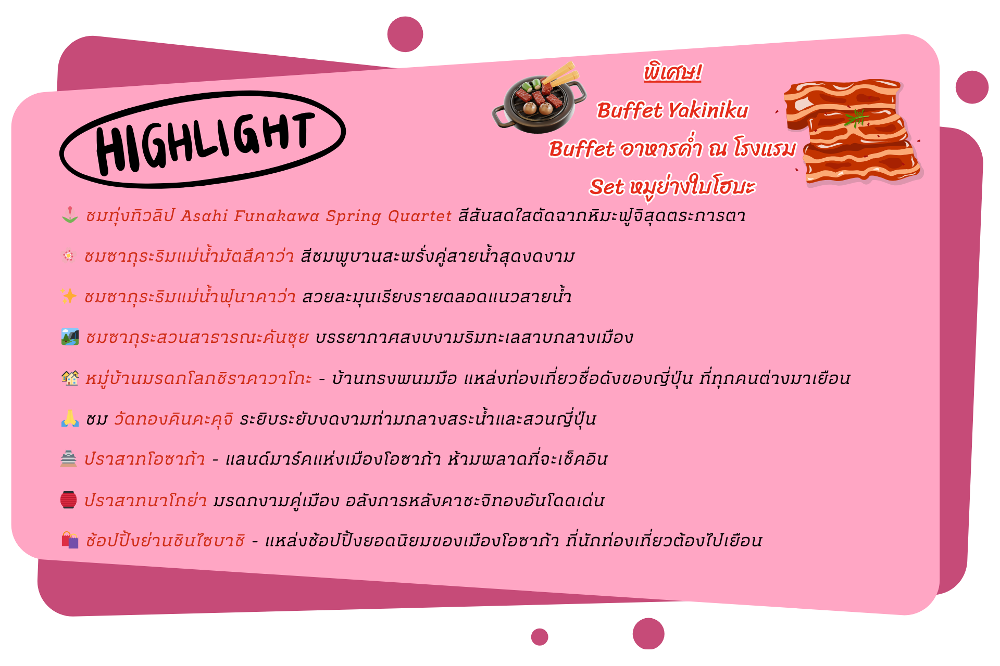 HIGHLIGHT
พิเศษ!
Buffet Yakiniku
Buffet อาหารค่ำ ณ โรงแรม
Set หมูย่างใบโฮบะ
ชมทุ่งทิวลิป Asahi Funakawa Spring Quartet สีสันสดใสตัดฉากหิมะฟูจิสุดตระการตา
ชมซากุระริมแม่น้ำมัตสึคาว่า สีชมพูบานสะพรั่งคู่สายน้ำสุดงดงาม
ชมซากุระริมแม่น้ำฟุนาคาว่า สวยละมุนเรียงรายตลอดแนวสายน้ำ
ชมซากุระสวนสาธารณะคันซุย บรรยากาศสงบงามริมทะเลสาบกลางเมือง
หมู่บ้านมรดกโลกชิราคาวาโกะ - บ้านทรงพนมมือ แหล่งท่องเที่ยวชื่อดังของญี่ปุ่น ที่ทุกคนต่างมาเยือน
ชม วัดทองคินคะคุจิ ระยิบระยับงดงามท่ามกลางสระน้ำและสวนญี่ปุ่น
ปราสาทโอซาก้า - แลนด์มาร์คแห่งเมืองโอซาก้า ห้ามพลาดที่จะเช็คอิน
ปราสาทนาโกย่า มรดกงามคู่เมือง อลังการหลังคาชะจิทองอันโดดเด่น
ช้อปปิ้งย่านชินไซบาชิ - แหล่งช้อปปิ้งยอดนิยมของเมืองโอซาก้า ที่นักท่องเที่ยวต้องไปเยือน